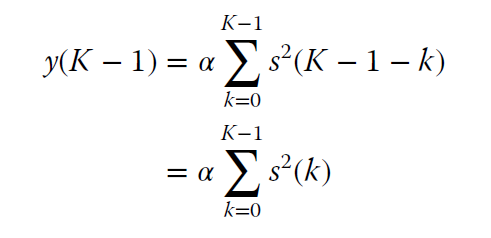 y(K − 1) = α ∑_{k=0}^{K−1} s²(K − 1 − k)
= α ∑_{k=0}^{K−1} s²(k)